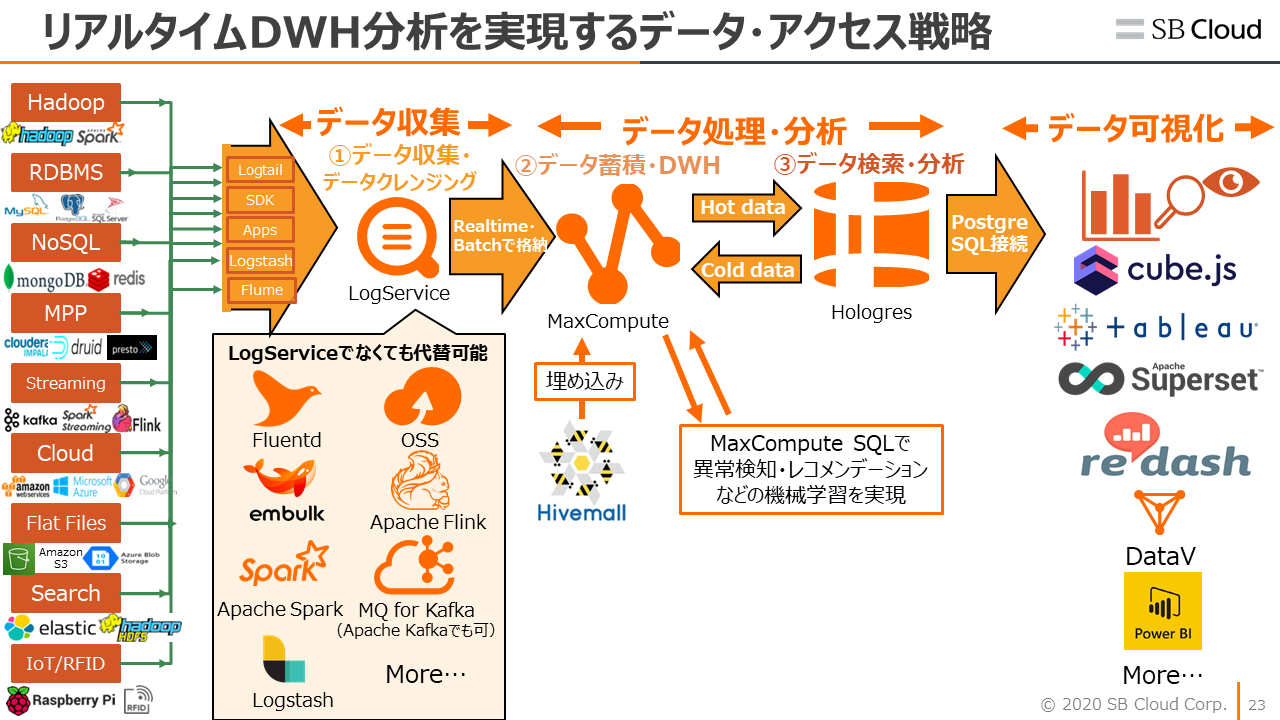 リアルタイムDWH分析を実現するデータ・アクセス戦略
SB Cloud
Hadoop
hadoop
APACHE
Spark
RDBMS
MySQL
PostgreSQL
SQLServer
NoSQL
mongoDB
redis
MPP
cloudera
IMPALA
druid
presto
Streaming
kafka
Spark
Streaming
Flink
Cloud
amazon
webservices
Microsoft
Azure
Google
Cloud Platform
Flat Files
Amazon
S3
10
01
Azure Blob
Storage
Search
elastic
hadoop
HDFS
IoT/RFID
Raspberry Pi
RFID
データ収集
①データ収集・
データクレンジング
Logtail
SDK
Apps
Logstash
Flume
LogService
Realtime・
Batchで格納
LogServiceでなくても代替可能
Fluentd
OSS
embulk
Apache Flink
Spark
Apache Spark
MQ for Kafka
（Apache Kafkaでも可）
Logstash
More…
データ処理・分析
②データ蓄積・DWH
③データ検索・分析
MaxCompute
Hot data
Cold data
Hologres
埋め込み
Hivemall
MaxCompute SQLで
異常検知・レコメンデーション
などの機械学習を実現
Postgre
SQL接続
データ可視化
cube.js
+ableau
Apache
Superset™
redash
DataV
Power BI
More…
© 2020 SB Cloud Corp.
23